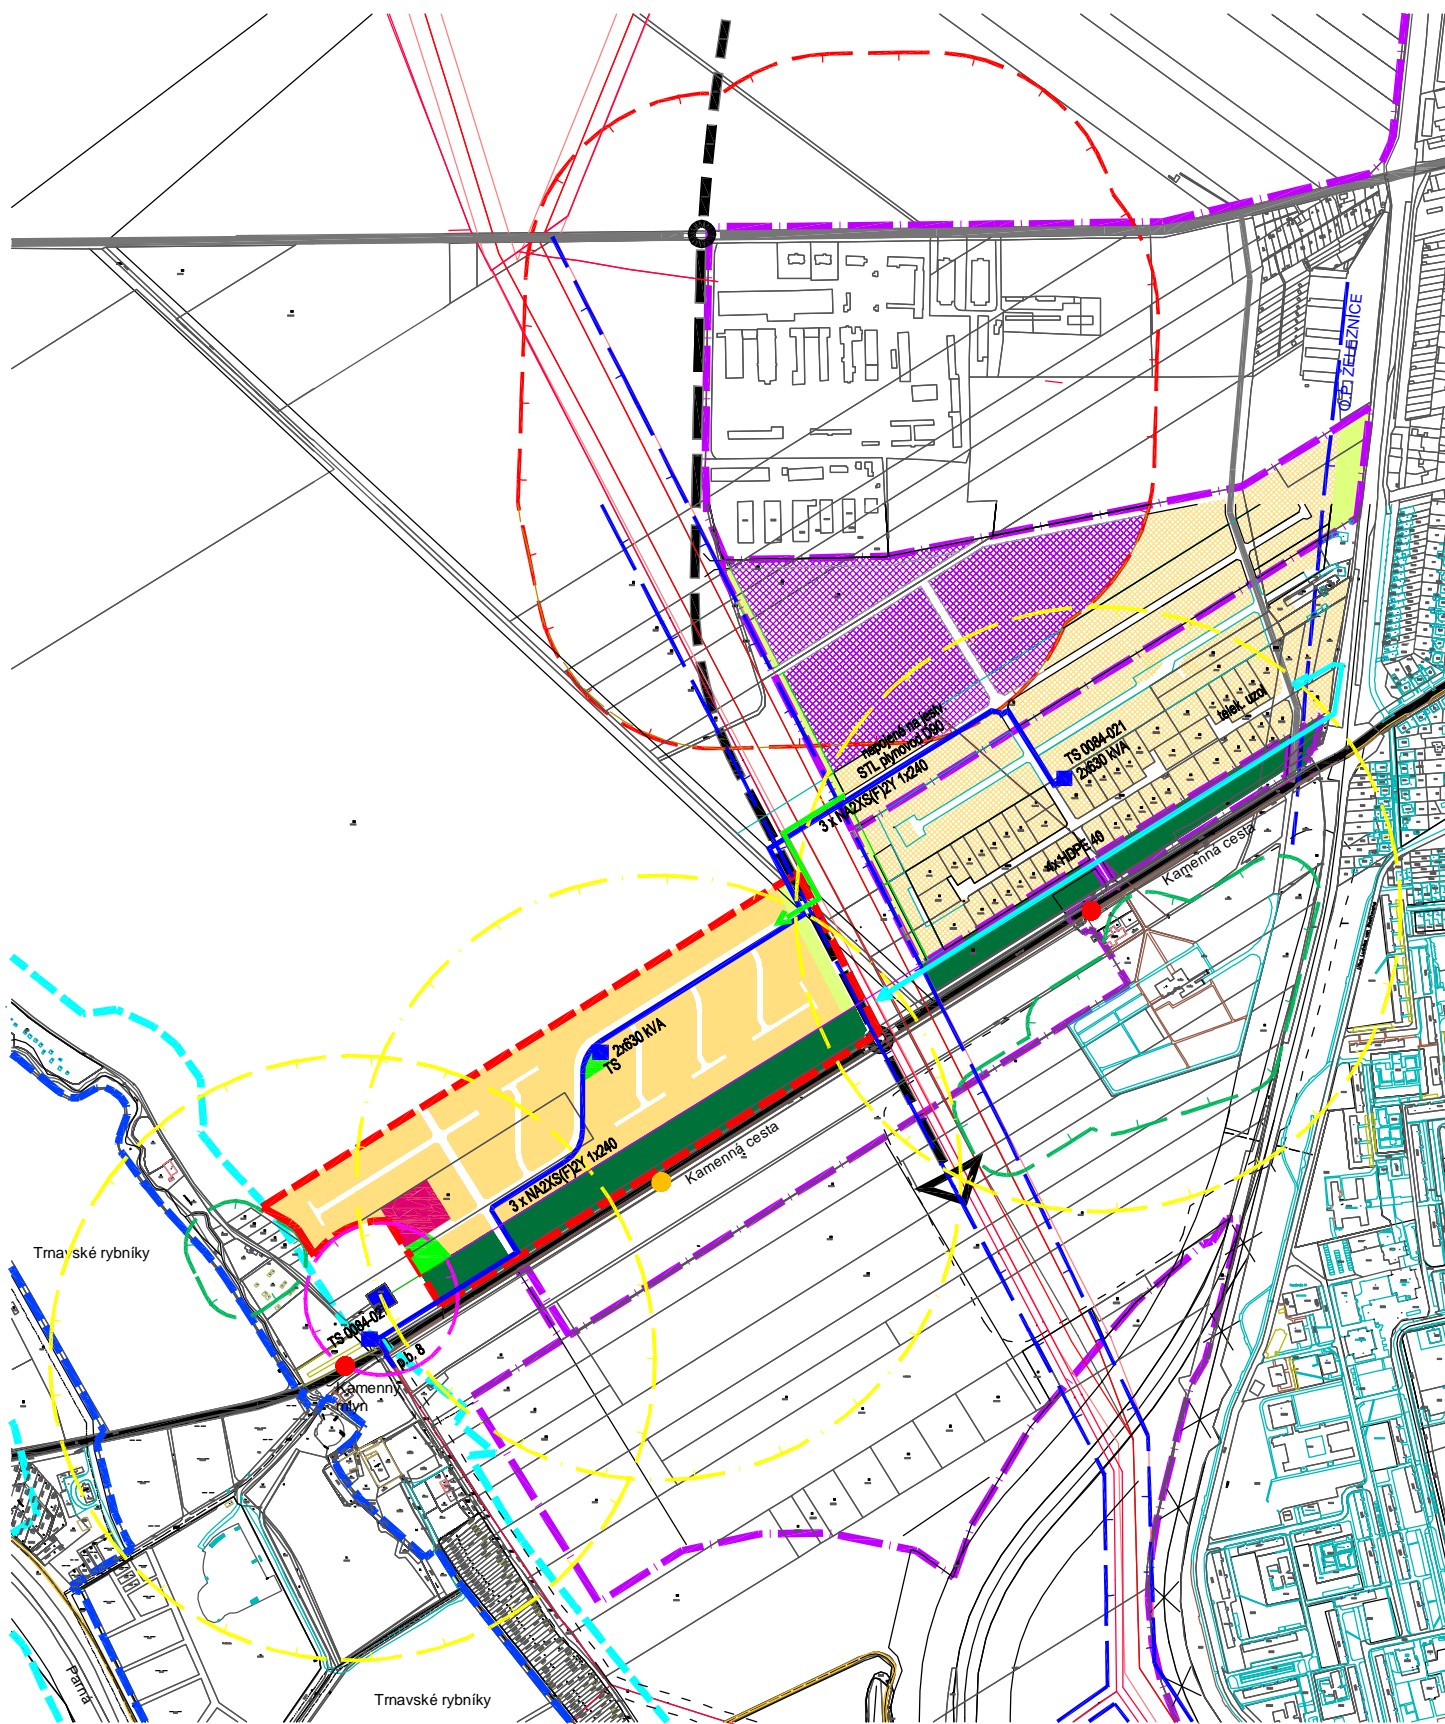 O.P. ŽELEZNICE
telek. uzol
napojené na jestv
STL plynovod D90
3 x NA2XS(F)2Y 1x240
TS 0084-021
2x630 kVA
4x HDPE 40
Kamenná cesta
2x630 kVA
TS
3 x NA2XS(F)2Y 1x240
Kamenná cesta
Trnavské rybníky
TS 0084-02
p.b. 8
Kamenný
mlyn
Parná
Trnavské rybníky